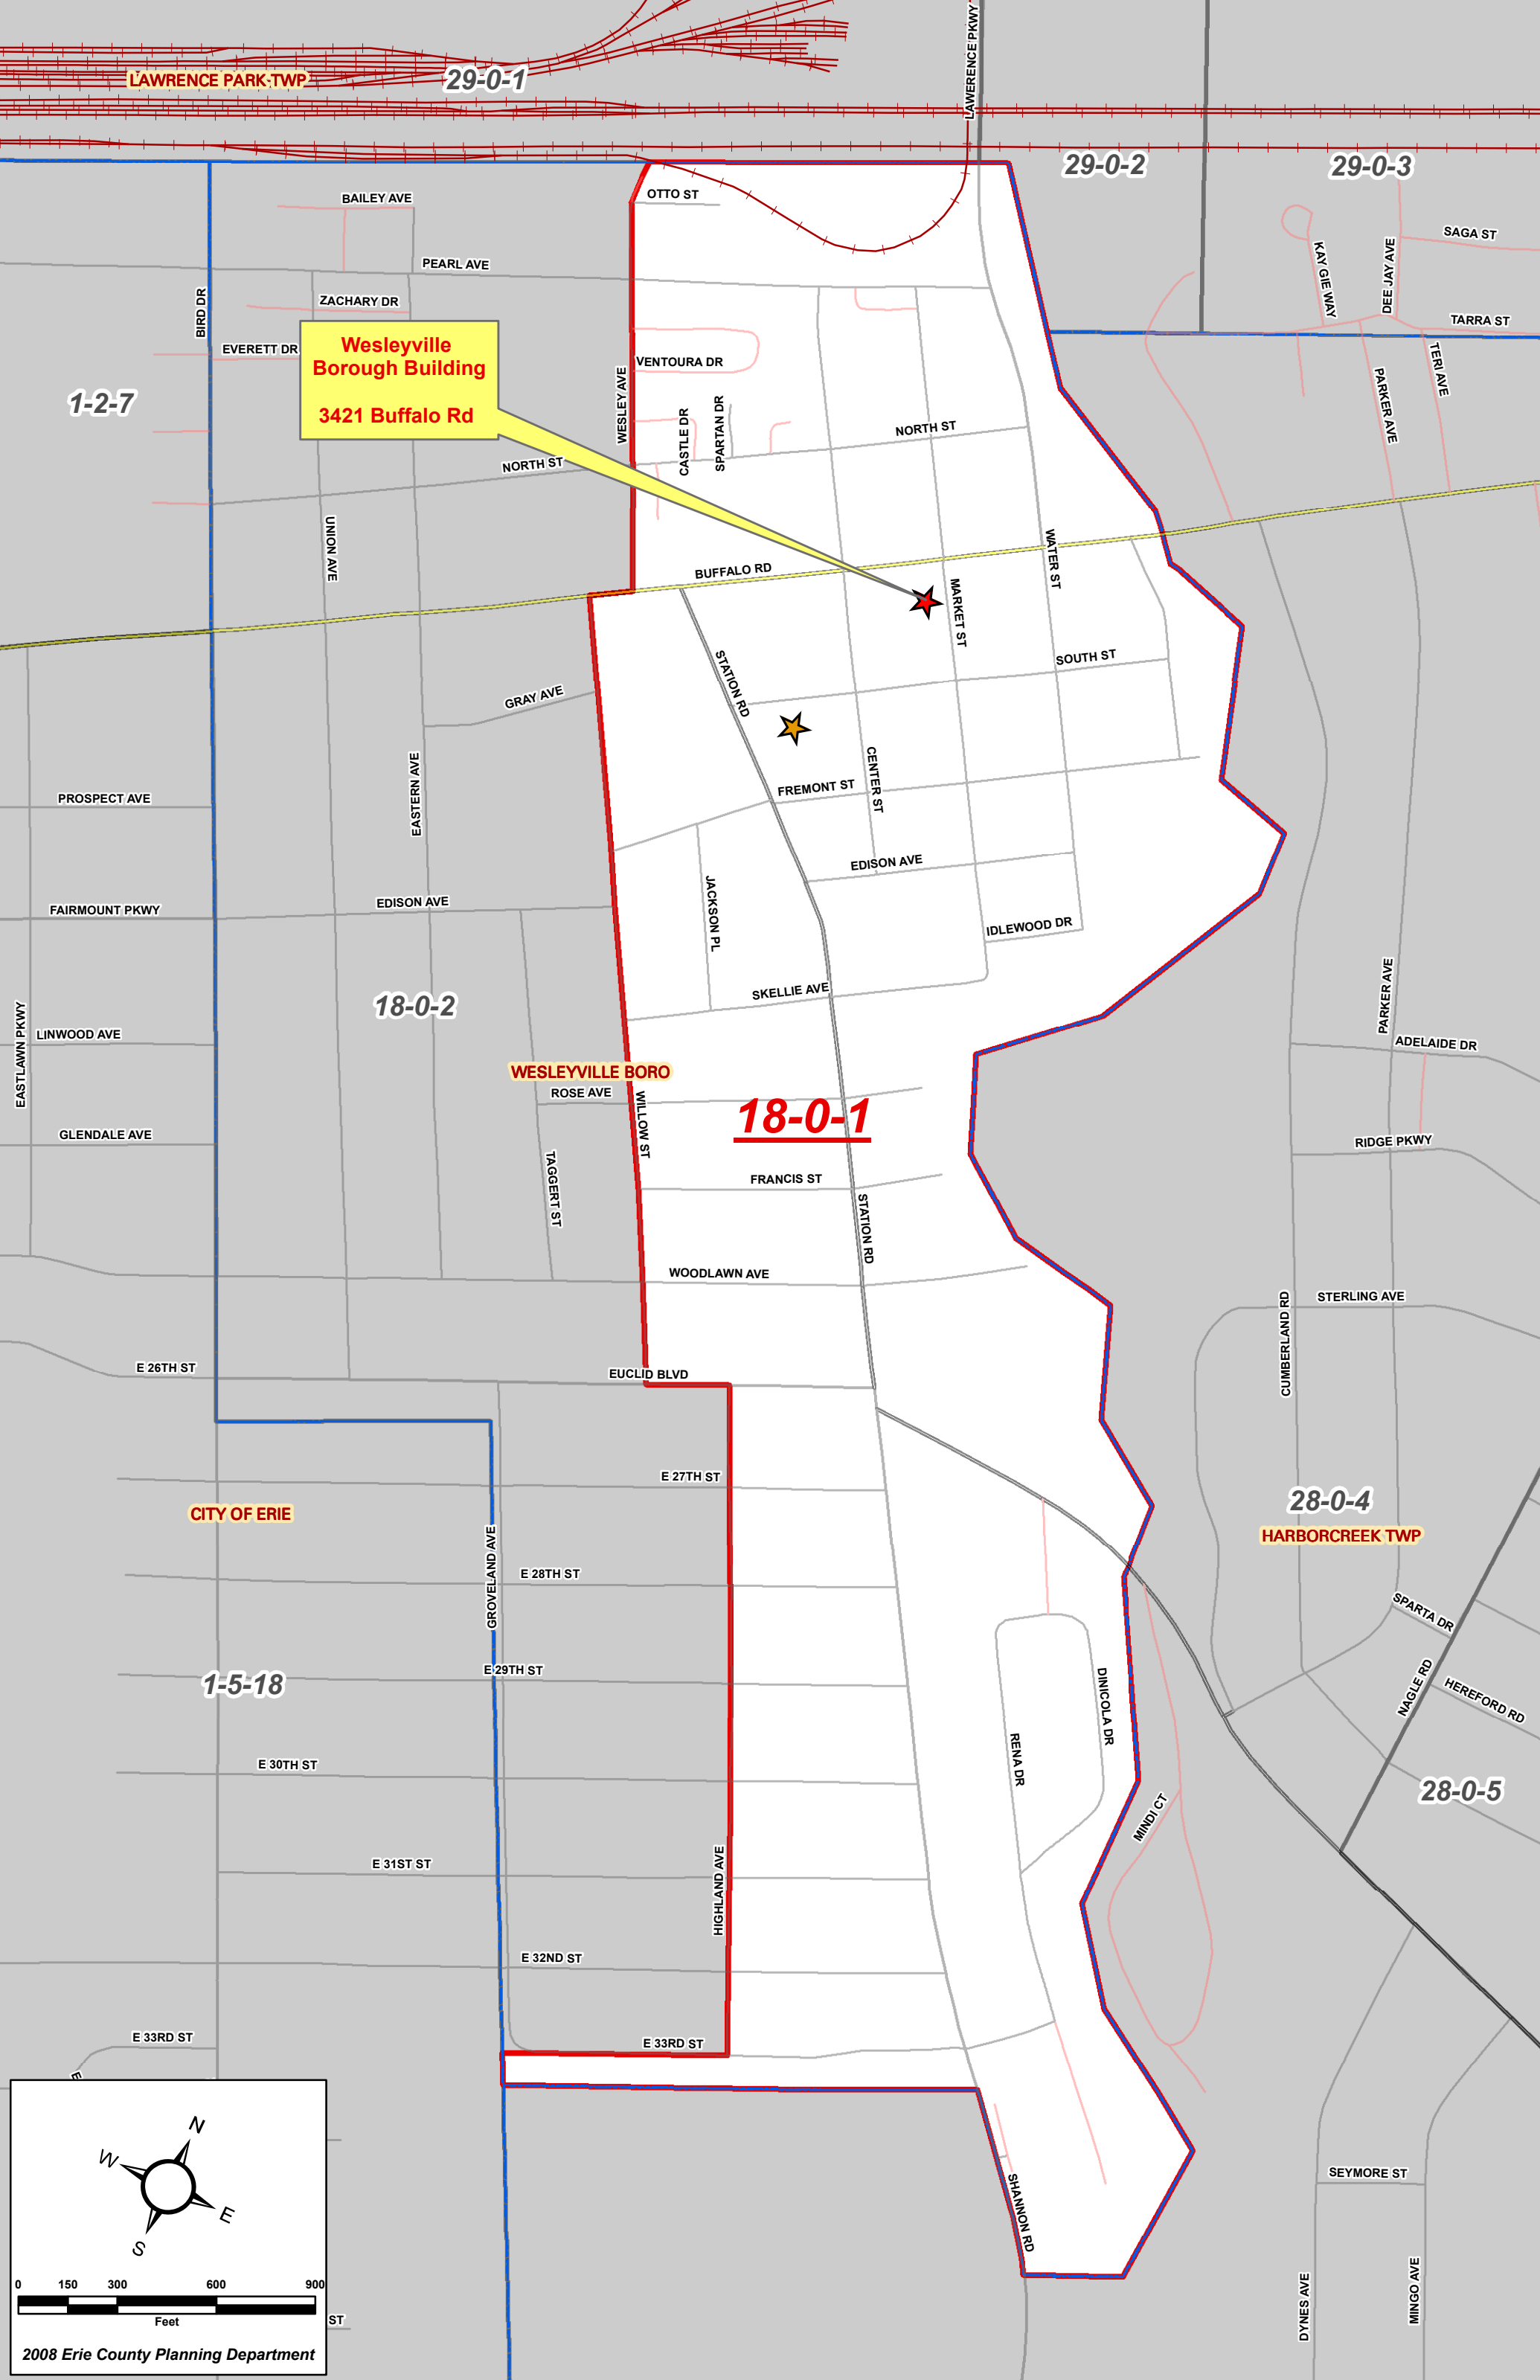 LAWRENCE PKWY
LAWRENCE PARK TWP
29-0-1
29-0-2
29-0-3
OTTO ST
BAILEY AVE
SAGA ST
KAY GIE WAY
DEE JAY AVE
PEARL AVE
ZACHARY DR
BIRD DR
TARRA ST
EVERETT DR
Wesleyville
Borough Building
3421 Buffalo Rd
VENTOURA DR
WESLEY AVE
TERI AVE
PARKER AVE
1-2-7
CASTLE DR
SPARTAN DR
NORTH ST
NORTH ST
UNION AVE
WATER ST
BUFFALO RD
MARKET ST
STATION RD
SOUTH ST
GRAY AVE
EASTERN AVE
CENTER ST
FREMONT ST
PROSPECT AVE
EDISON AVE
JACKSON PL
EDISON AVE
FAIRMOUNT PKWY
IDLEWOOD DR
SKELLIE AVE
PARKER AVE
18-0-2
LINWOOD AVE
ADELAIDE DR
EASTLAWN PKWY
WESLEYVILLE BORO
ROSE AVE
18-0-1
WILLOW ST
GLENDALE AVE
RIDGE PKWY
TAGGERT ST
FRANCIS ST
STATION RD
WOODLAWN AVE
CUMBERLAND RD
STERLING AVE
E 26TH ST
EUCLID BLVD
E 27TH ST
28-0-4
CITY OF ERIE
HARBORCREEK TWP
GROVELAND AVE
E 28TH ST
SPARTA DR
E 29TH ST
1-5-18
NAGLE RD
HEREFORD RD
DINICOLA DR
RENA DR
E 30TH ST
28-0-5
MINDI CT
E 31ST ST
HIGHLAND AVE
E 32ND ST
E 33RD ST
E 33RD ST
E
N
W
E
S
SEYMORE ST
SHANNON RD
DYNES AVE
MINGO AVE
0 150 300 600 900
Feet
ST
2008 Erie County Planning Department